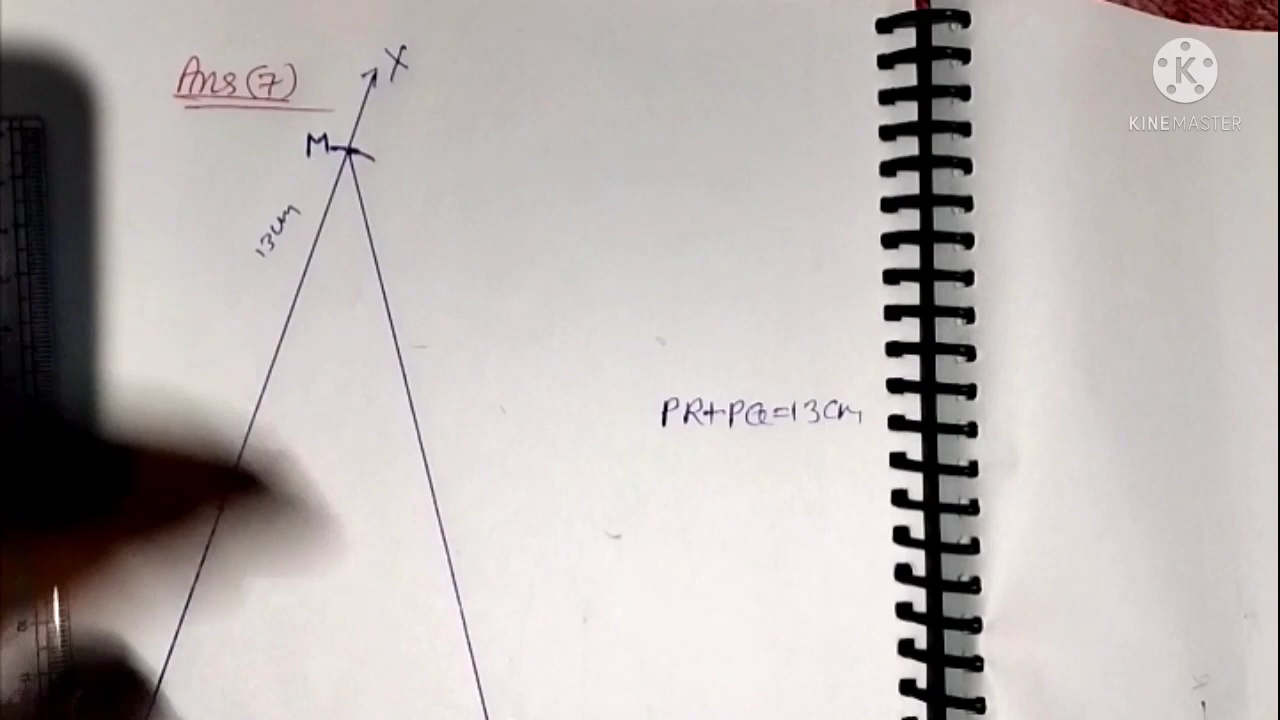 Ans (7)
X
M
13cm
PR+PQ=13cm
K
KINEMASTER